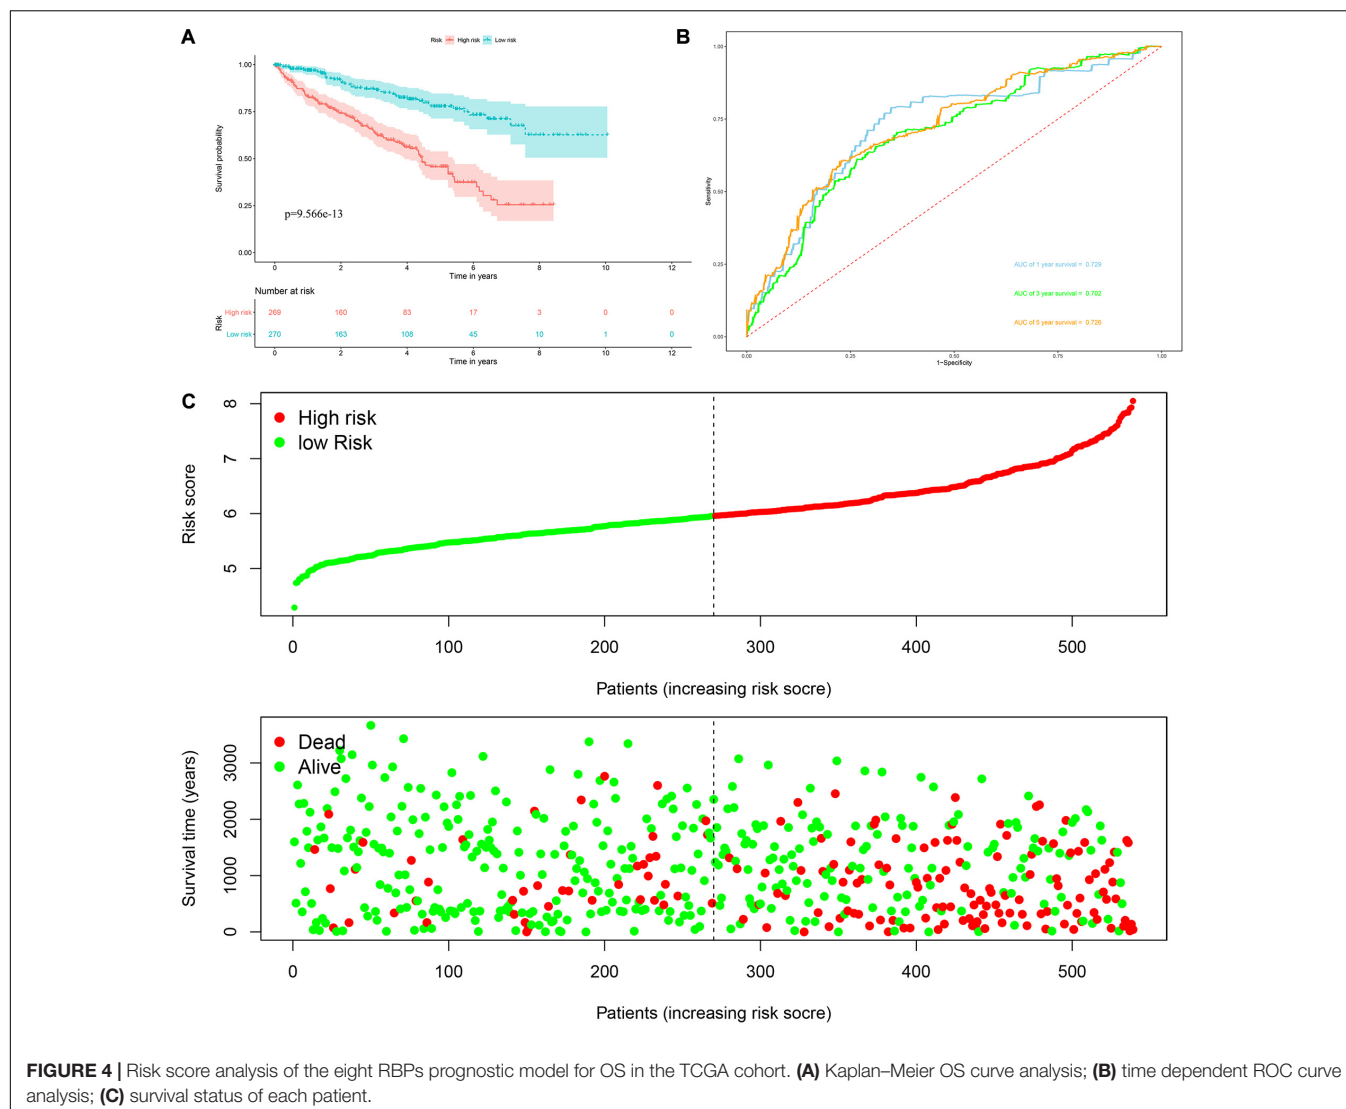 A
Risk High risk Low risk
Survival probability
1.00
0.75
0.50
0.25
0.00
p=9.566e-13
0 2 4 6 8 10 12
Time in years
Number at risk
Risk
High risk 269 160 83 17 3 0 0
Low risk 270 163 108 45 10 1 0
0 2 4 6 8 10 12
Time in years
B
Sensitivity
1.00
0.75
0.50
0.25
0.00
AUC of 1 year survival = 0.729
AUC of 3 year survival = 0.702
AUC of 5 year survival = 0.726
0.00 0.25 0.50 0.75 1.00
1-Specificity
C
Risk score
8
7
6
5
High risk
low Risk
0 100 200 300 400 500
Patients (increasing risk socre)
Survival time (years)
3000
2000
1000
0
Dead
Alive
0 100 200 300 400 500
Patients (increasing risk socre)
FIGURE 4 | Risk score analysis of the eight RBPs prognostic model for OS in the TCGA cohort. (A) Kaplan–Meier OS curve analysis; (B) time dependent ROC curve
analysis; (C) survival status of each patient.